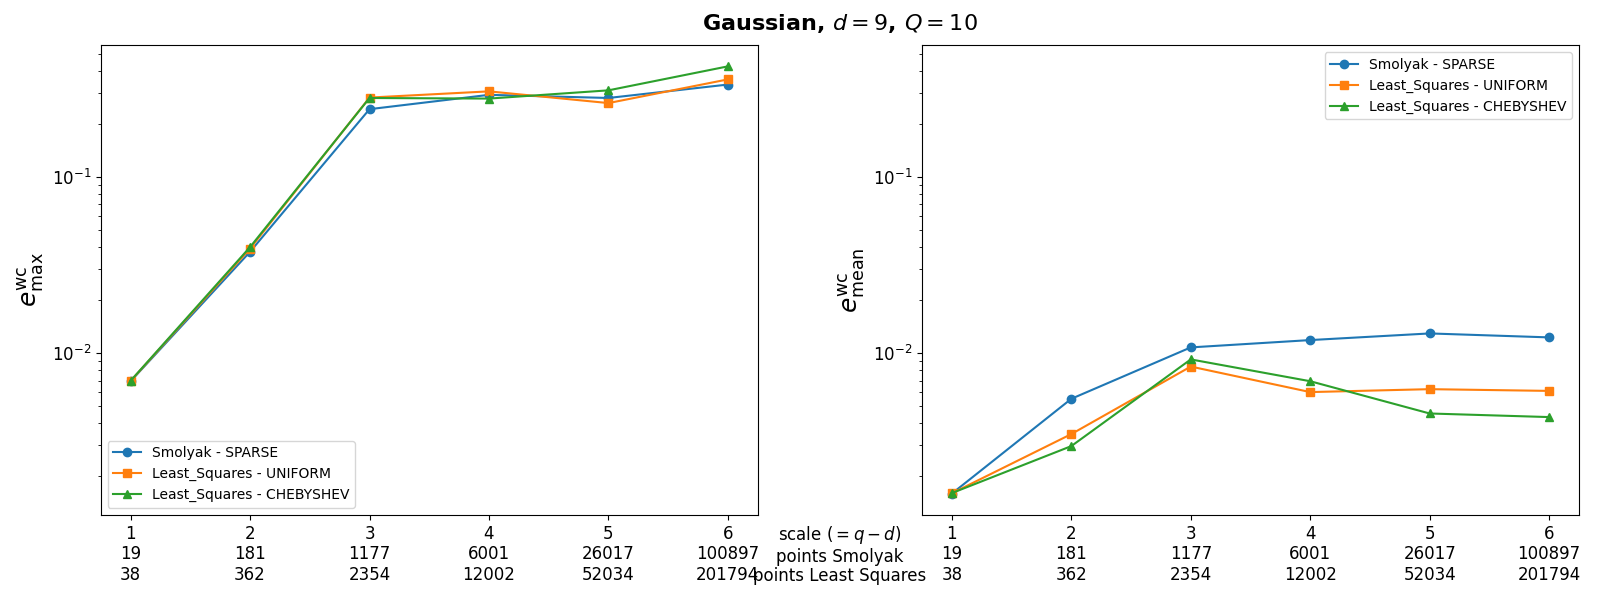 Gaussian, d = 9, Q = 10
e^wc_max
10^−1
10^−2
Smolyak - SPARSE
Least_Squares - UNIFORM
Least_Squares - CHEBYSHEV
1 2 3 4 5 6
19 181 1177 6001 26017 100897
38 362 2354 12002 52034 201794
scale (= q − d)
points Smolyak
points Least Squares
e^wc_mean
10^−1
10^−2
Smolyak - SPARSE
Least_Squares - UNIFORM
Least_Squares - CHEBYSHEV
1 2 3 4 5 6
19 181 1177 6001 26017 100897
38 362 2354 12002 52034 201794